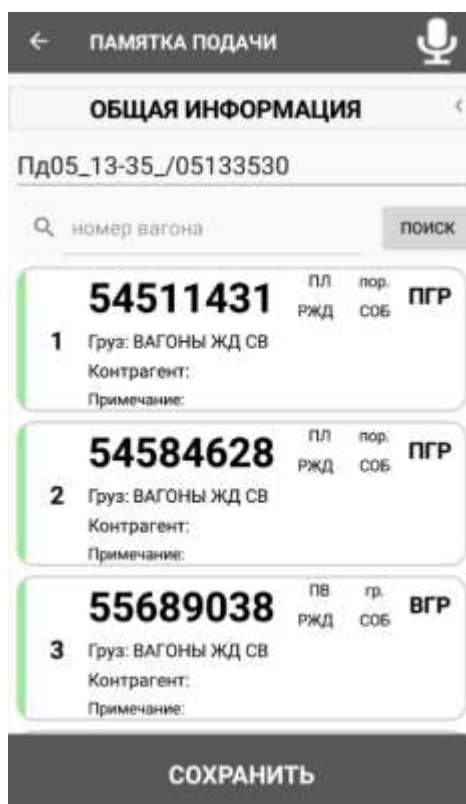 ПАМЯТКА ПОДАЧИ
ОБЩАЯ ИНФОРМАЦИЯ
Пд05_13-35_/05133530
номер вагона ПОИСК
54511431 ПЛ пор. ПГР
РЖД СОБ
1 Груз: ВАГОНЫ ЖД СВ
Контрагент:
Примечание:
54584628 ПЛ пор. ПГР
РЖД СОБ
2 Груз: ВАГОНЫ ЖД СВ
Контрагент:
Примечание:
55689038 ПВ гр. ВГР
РЖД СОБ
3 Груз: ВАГОНЫ ЖД СВ
Контрагент:
Примечание:
СОХРАНИТЬ